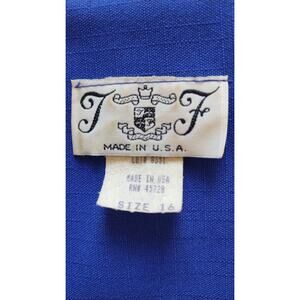 J F
MADE IN U.S.A.
MADE IN USA
RN# 45728
SIZE 16